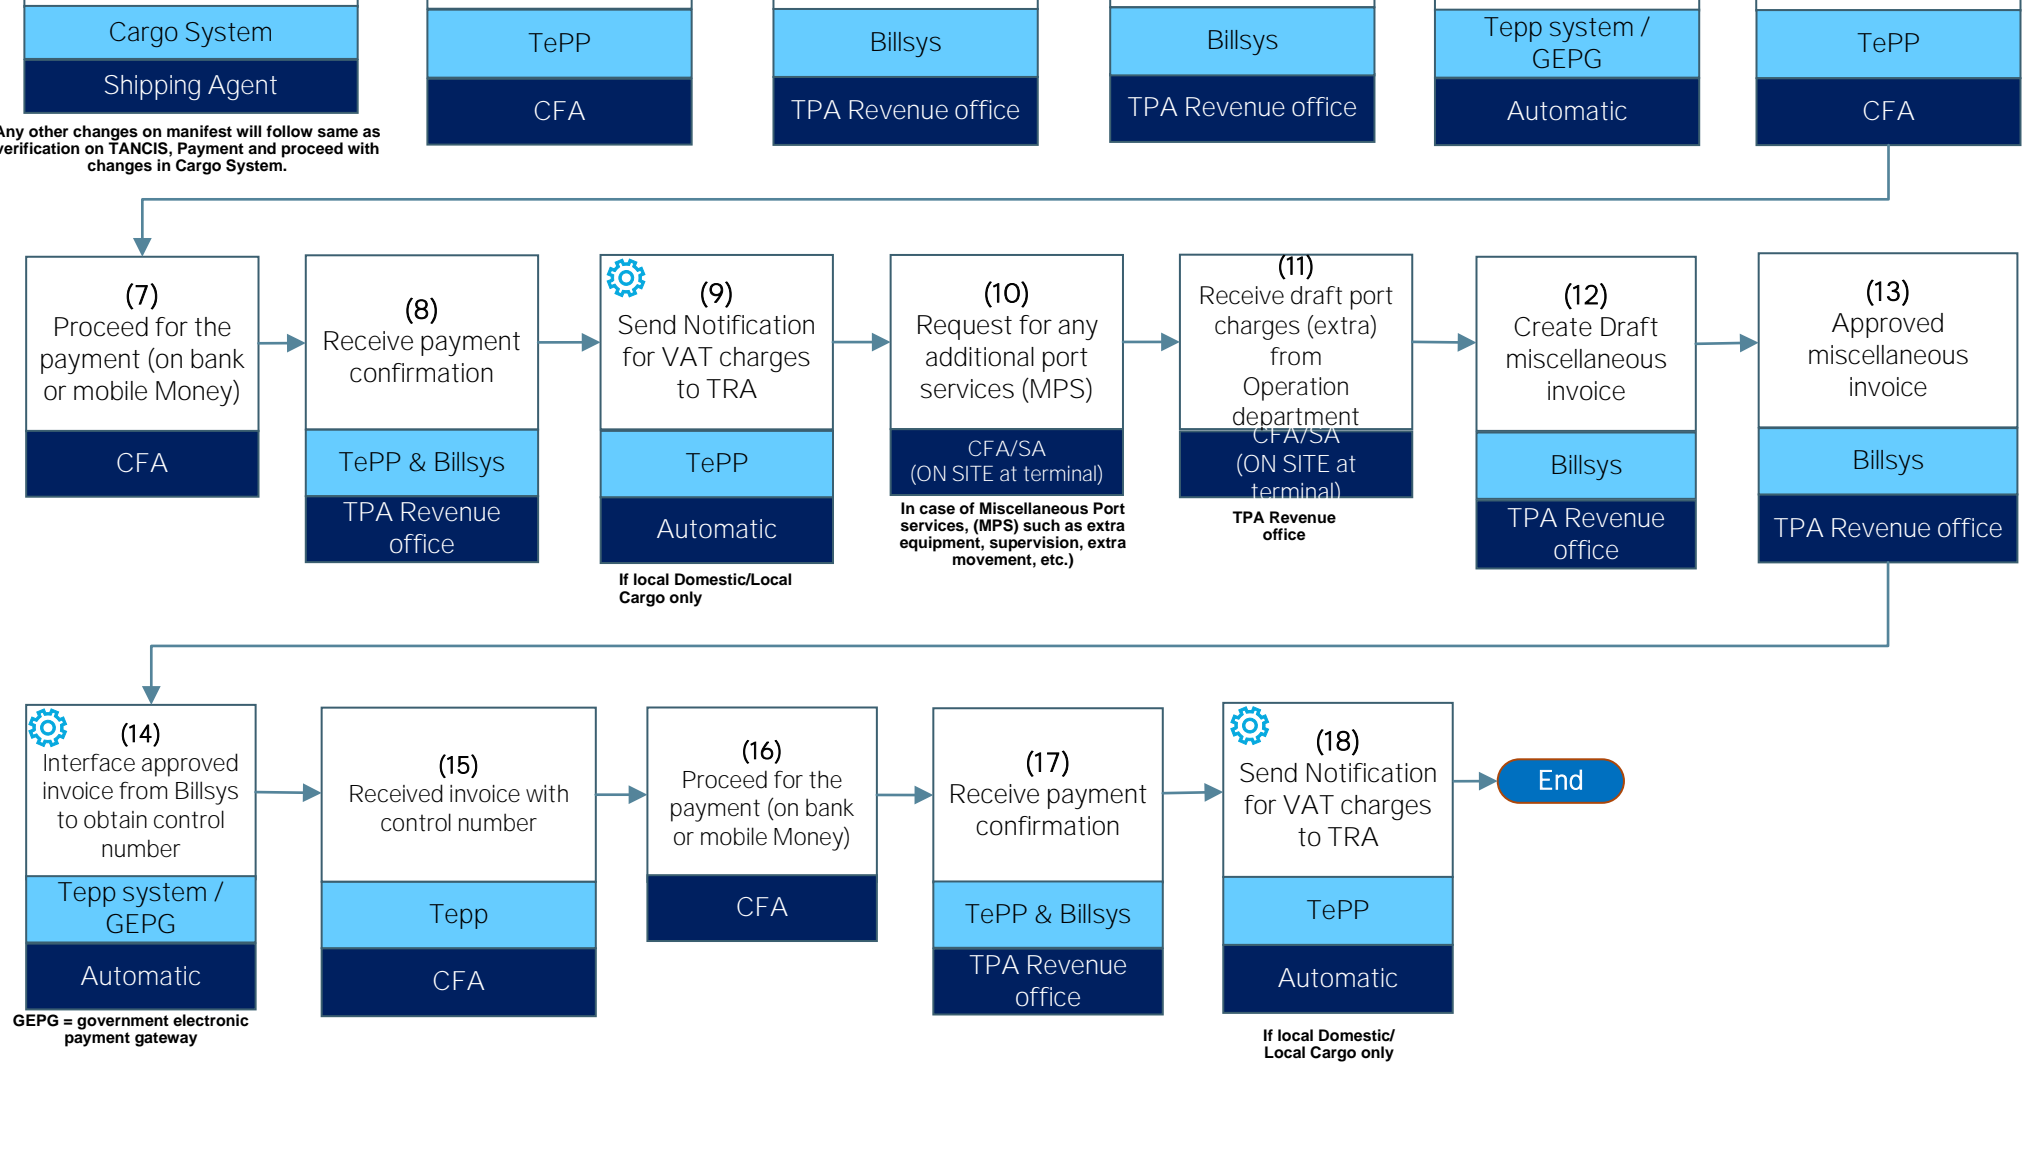 Cargo System
Shipping Agent
Any other changes on manifest will follow same as
verification on TANCIS, Payment and proceed with
changes in Cargo System.
TePP
CFA
Billsys
TPA Revenue office
Billsys
TPA Revenue office
Tepp system /
GEPG
Automatic
TePP
CFA
(7)
Proceed for the
payment (on bank
or mobile Money)
CFA
(8)
Receive payment
confirmation
TePP & Billsys
TPA Revenue
office
(9)
Send Notification
for VAT charges
to TRA
TePP
Automatic
If local Domestic/Local
Cargo only
(10)
Request for any
additional port
services (MPS)
CFA/SA
(ON SITE at terminal)
In case of Miscellaneous Port
services, (MPS) such as extra
equipment, supervision, extra
movement, etc.)
(11)
Receive draft port
charges (extra)
from
Operation
department
CFA/SA
(ON SITE at
terminal)
TPA Revenue
office
(12)
Create Draft
miscellaneous
invoice
Billsys
TPA Revenue
office
(13)
Approved
miscellaneous
invoice
Billsys
TPA Revenue office
(14)
Interface approved
invoice from Billsys
to obtain control
number
Tepp system /
GEPG
Automatic
GEPG = government electronic
payment gateway
(15)
Received invoice with
control number
Tepp
CFA
(16)
Proceed for the
payment (on bank
or mobile Money)
CFA
(17)
Receive payment
confirmation
TePP & Billsys
TPA Revenue
office
(18)
Send Notification
for VAT charges
to TRA
TePP
Automatic
If local Domestic/
Local Cargo only
End